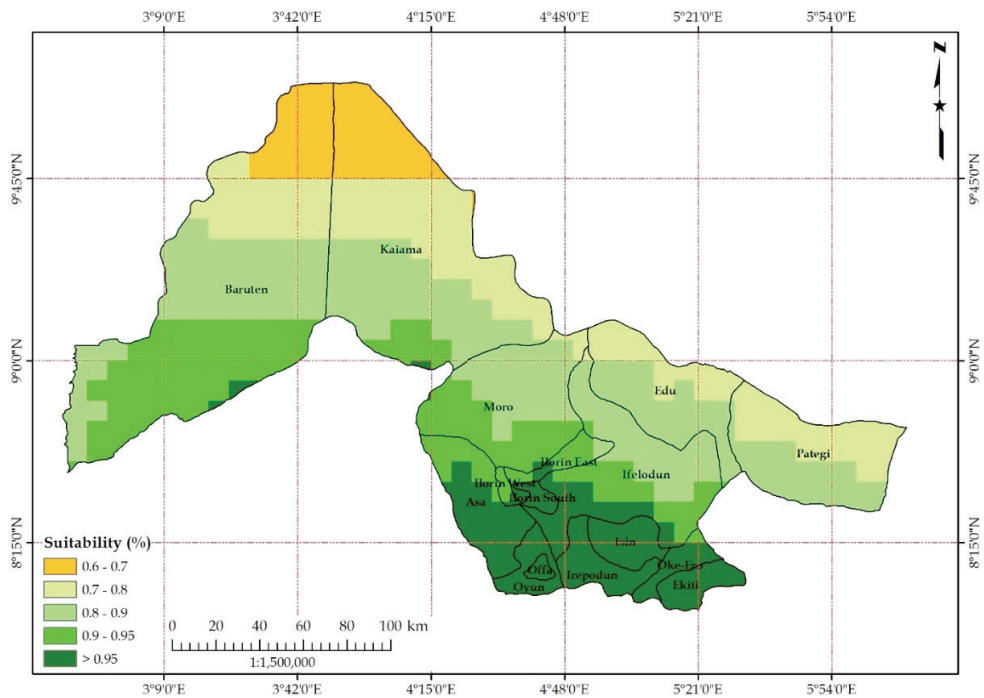 3°9'0"E 3°42'0"E 4°15'0"E 4°48'0"E 5°21'0"E 5°54'0"E
N
9°45'0"N 9°45'0"N
Kaiama
Baruten
9°0'0"N 9°0'0"N
Edu
Moro
Pategi
Ilorin East
Ifelodun
Ilorin West
Ilorin South
Asa
8°15'0"N 8°15'0"N
Suitability (%)
0.6 - 0.7
0.7 - 0.8
0.8 - 0.9
0.9 - 0.95
> 0.95
Oke-Ero
Offa
Irepodun
Ekiti
Oyun
0 20 40 60 80 100 km
1:1,500,000
3°9'0"E 3°42'0"E 4°15'0"E 4°48'0"E 5°21'0"E 5°54'0"E